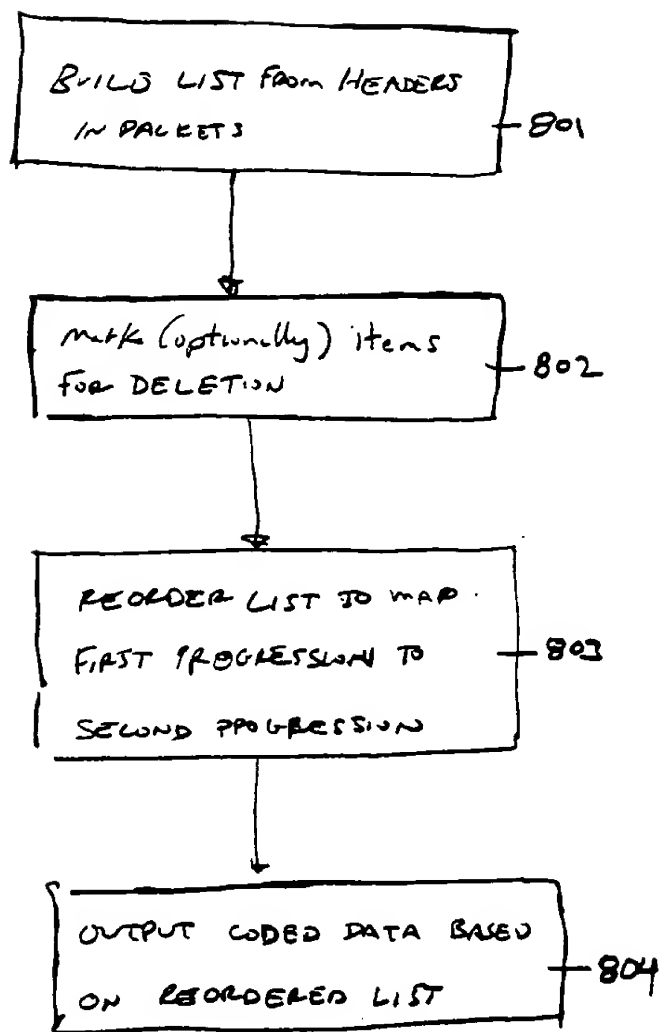 BUILD LIST FROM HEADERS
IN PACKETS
801
Mark (optionally) items
FOR DELETION
802
REORDER LIST TO MAP
FIRST PROGRESSION TO
SECOND PROGRESSION
803
OUTPUT CODED DATA BASED
ON REORDERED LIST
804